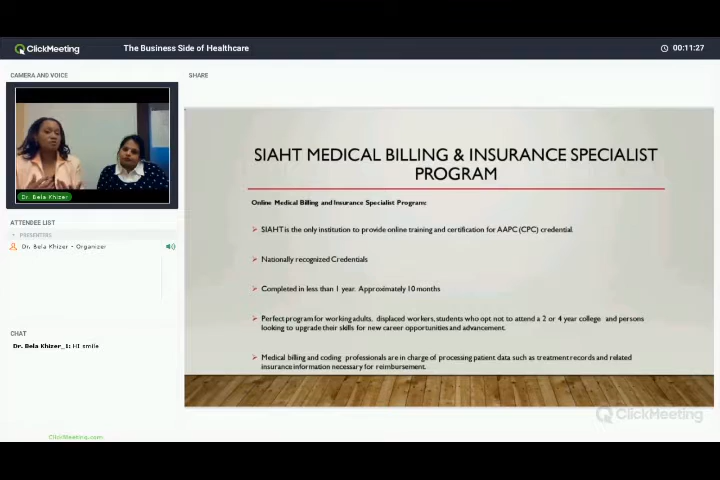 ClickMeeting
The Business Side of Healthcare
00:11:27
CAMERA AND VOICE
SHARE
Dr. Bela Khizer
ATTENDEE LIST
PRESENTERS
Dr. Bela Khizer - Organizer
CHAT
Dr. Bela Khizer_1: HI smile
ClickMeeting.com
SIAHT MEDICAL BILLING & INSURANCE SPECIALIST
PROGRAM
Online Medical Billing and Insurance Specialist Program:
SIAHT is the only institution to provide online training and certification for AAPC (CPC) credential.
Nationally recognized Credentials
Completed in less than 1 year. Approximately 10 months
Perfect program for working adults, displaced workers, students who opt not to attend a 2 or 4 year college and persons
looking to upgrade their skills for new career opportunities and advancement.
Medical billing and coding professionals are in charge of processing patient data such as treatment records and related
insurance information necessary for reimbursement.
ClickMeeting